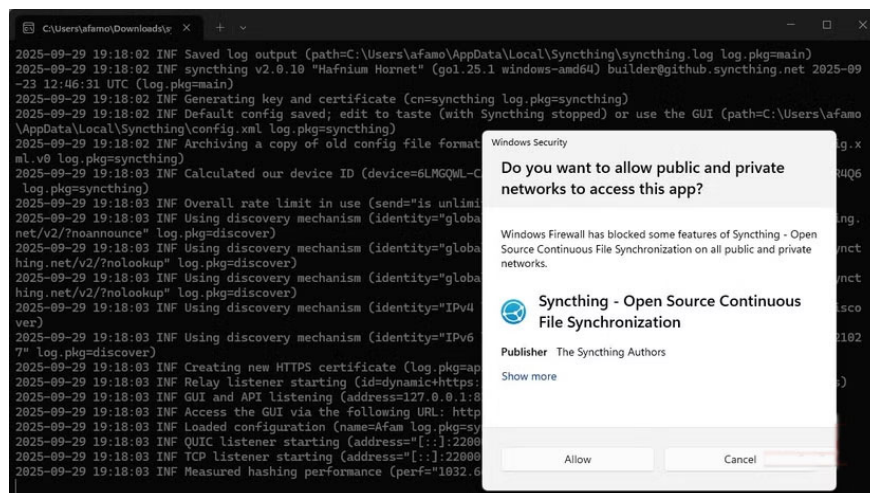 C:\Users\afamo\Downloads\sy
2025-09-29 19:18:02 INF Saved log output (path=C:\Users\afamo\AppData\Local\Syncthing\syncthing.log log.pkg=main)
2025-09-29 19:18:02 INF syncthing v2.0.10 "Hafnium Hornet" (go1.25.1 windows-amd64) builder@github.syncthing.net 2025-09
-23 12:46:31 UTC (log.pkg=main)
2025-09-29 19:18:02 INF Generating key and certificate (cn=syncthing log.pkg=syncthing)
2025-09-29 19:18:02 INF Default config saved; edit to taste (with Syncthing stopped) or use the GUI (path=C:\Users\afamo
\AppData\Local\Syncthing\config.xml log.pkg=syncthing)
2025-09-29 19:18:02 INF Archiving a copy of old config file format ig.x
ml.v0 log.pkg=syncthing)
2025-09-29 19:18:03 INF Calculated our device ID (device=6LMGQWL-C R4Q6
log.pkg=syncthing)
2025-09-29 19:18:03 INF Overall rate limit in use (send="is unlimi
2025-09-29 19:18:03 INF Using discovery mechanism (identity="globa ing.
net/v2/?noannounce" log.pkg=discover)
2025-09-29 19:18:03 INF Using discovery mechanism (identity="globa ynct
hing.net/v2/?nolookup" log.pkg=discover)
2025-09-29 19:18:03 INF Using discovery mechanism (identity="globa ynct
hing.net/v2/?nolookup" log.pkg=discover)
2025-09-29 19:18:03 INF Using discovery mechanism (identity="IPv4 isco
ver)
2025-09-29 19:18:03 INF Using discovery mechanism (identity="IPv6 2102
7" log.pkg=discover)
2025-09-29 19:18:03 INF Creating new HTTPS certificate (log.pkg=ap
2025-09-29 19:18:03 INF Relay listener starting (id=dynamic+https: s)
2025-09-29 19:18:03 INF GUI and API listening (address=127.0.0.1:8
2025-09-29 19:18:03 INF Access the GUI via the following URL: http
2025-09-29 19:18:03 INF Loaded configuration (name=Afam log.pkg=sy
2025-09-29 19:18:03 INF QUIC listener starting (address="[::]:2200
2025-09-29 19:18:03 INF TCP listener starting (address="[::]:22000
2025-09-29 19:18:03 INF Measured hashing performance (perf="1032.6
Windows Security
Do you want to allow public and private
networks to access this app?
Windows Firewall has blocked some features of Syncthing - Open
Source Continuous File Synchronization on all public and private
networks.
Syncthing - Open Source Continuous
File Synchronization
Publisher The Syncthing Authors
Show more
Allow
Cancel